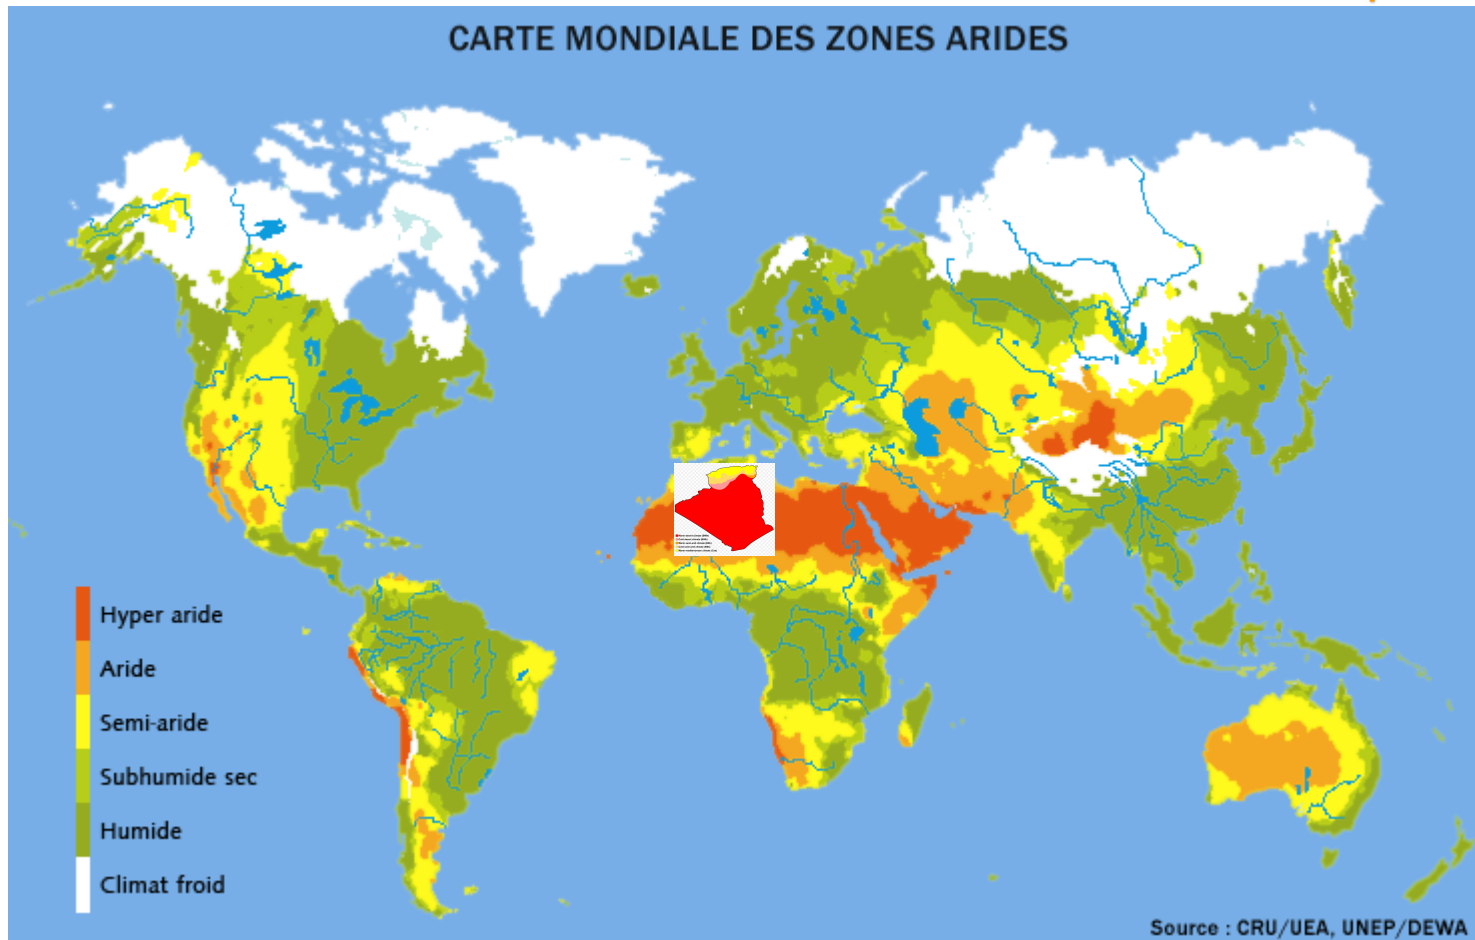 CARTE MONDIALE DES ZONES ARIDES
Hyper aride
Aride
Semi-aride
Subhumide sec
Humide
Climat froid
Source : CRU/UEA, UNEP/DEWA